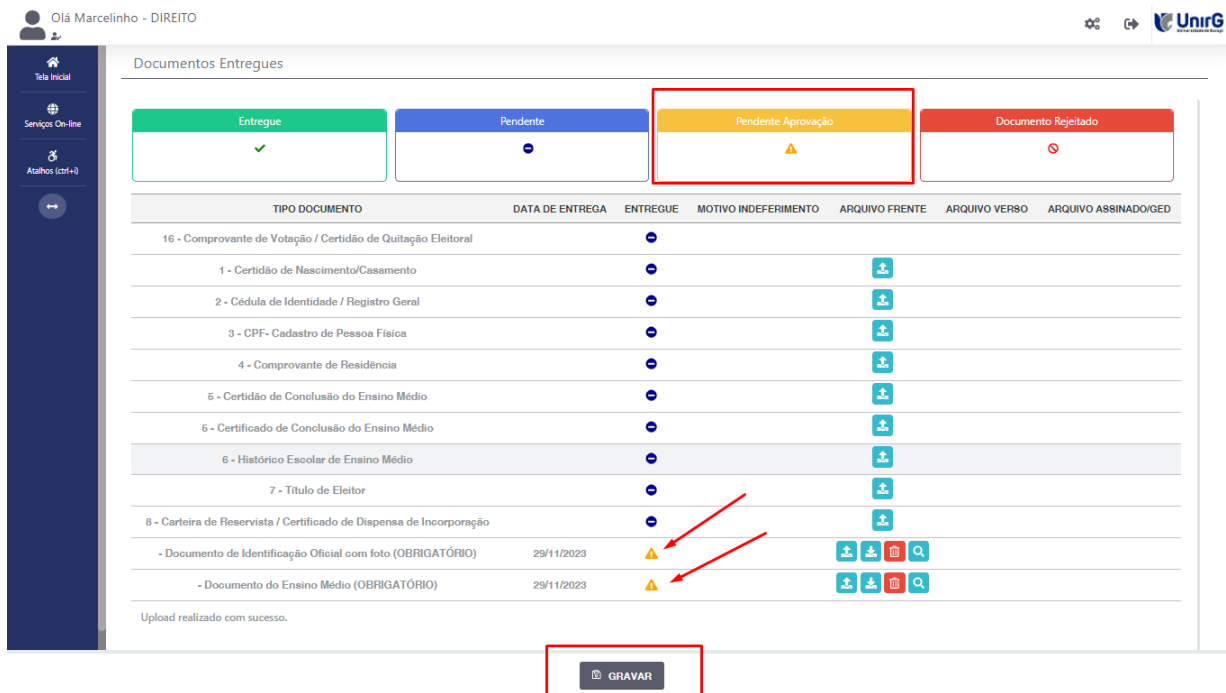 Olá Marcelinho - DIREITO
UnirG
Tela Inicial
Serviços On-line
Atalhos (ctrl+i)
Documentos Entregues
Entregue Pendente Pendente Aprovação Documento Rejeitado
TIPO DOCUMENTO DATA DE ENTREGA ENTREGUE MOTIVO INDEFERIMENTO ARQUIVO FRENTE ARQUIVO VERSO ARQUIVO ASSINADO/GED
16 - Comprovante de Votação / Certidão de Quitação Eleitoral
1 - Certidão de Nascimento/Casamento
2 - Cédula de Identidade / Registro Geral
3 - CPF- Cadastro de Pessoa Física
4 - Comprovante de Residência
5 - Certidão de Conclusão do Ensino Médio
5 - Certificado de Conclusão do Ensino Médio
6 - Histórico Escolar de Ensino Médio
7 - Título de Eleitor
8 - Carteira de Reservista / Certificado de Dispensa de Incorporação
- Documento de Identificação Oficial com foto (OBRIGATÓRIO) 29/11/2023
- Documento do Ensino Médio (OBRIGATÓRIO) 29/11/2023
Upload realizado com sucesso.
GRAVAR